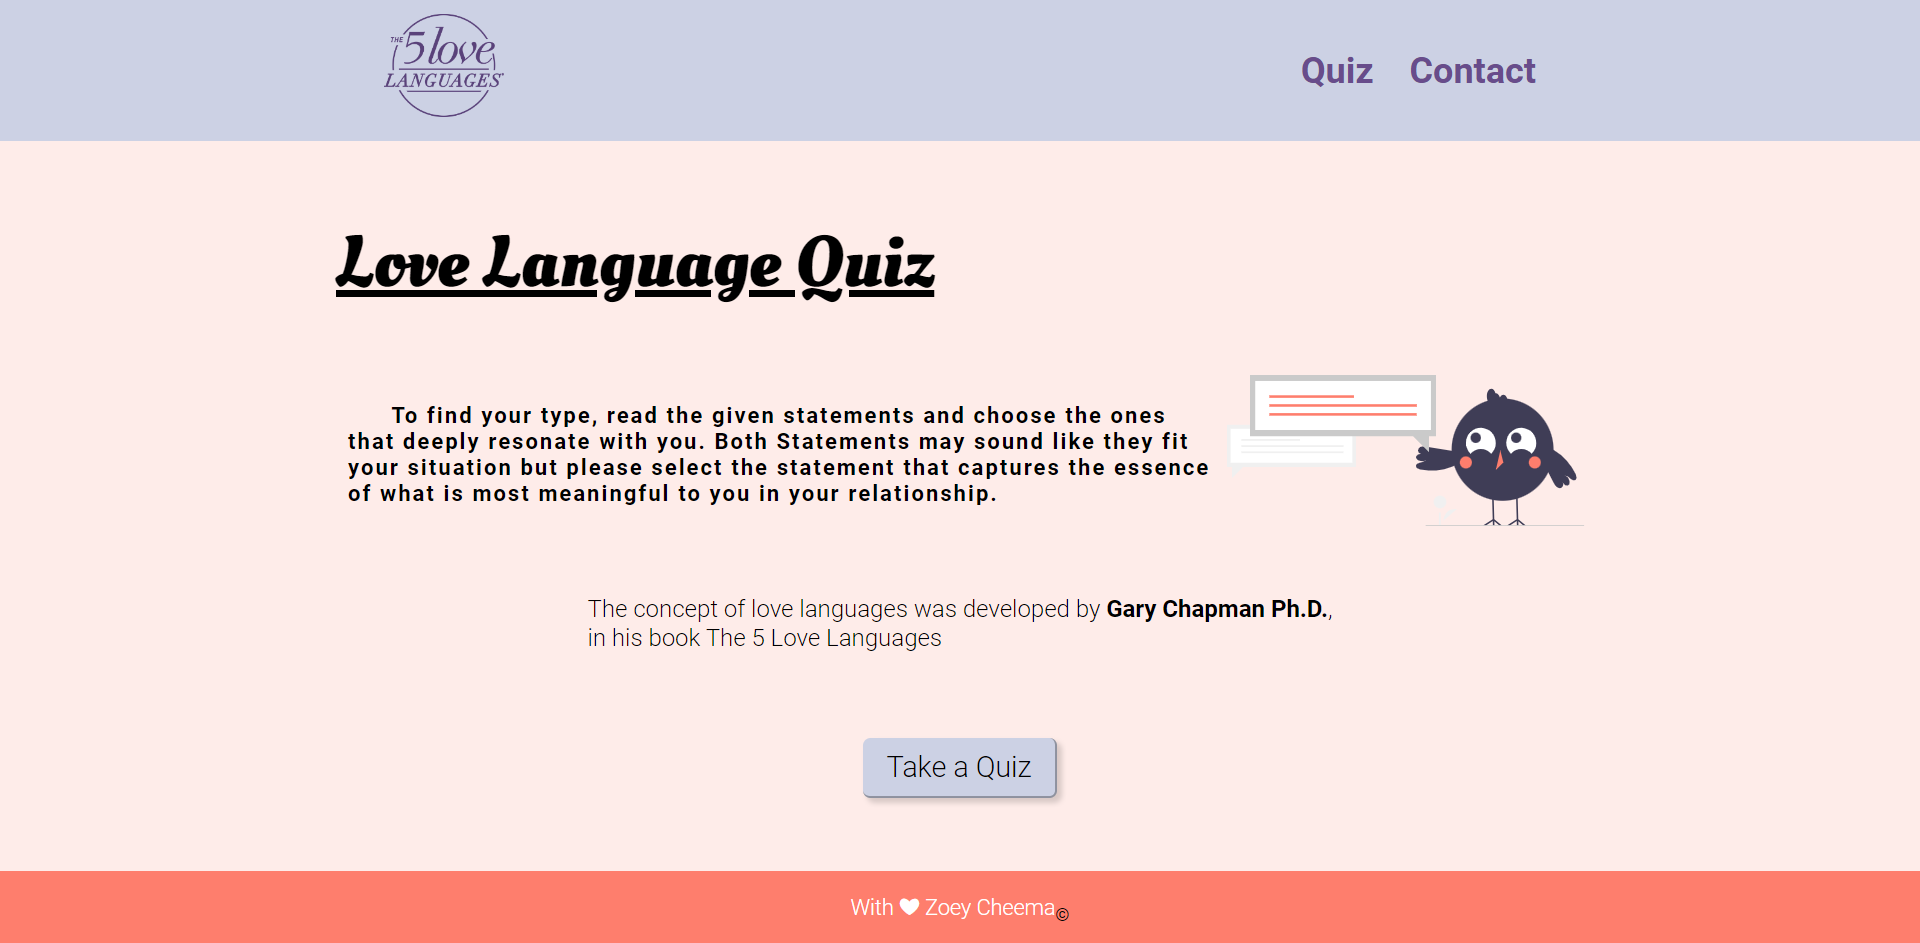 THE 5 love
LANGUAGES®
Quiz Contact
Love Language Quiz
To find your type, read the given statements and choose the ones
that deeply resonate with you. Both Statements may sound like they fit
your situation but please select the statement that captures the essence
of what is most meaningful to you in your relationship.
The concept of love languages was developed by Gary Chapman Ph.D.,
in his book The 5 Love Languages
Take a Quiz
With ♥ Zoey Cheema©